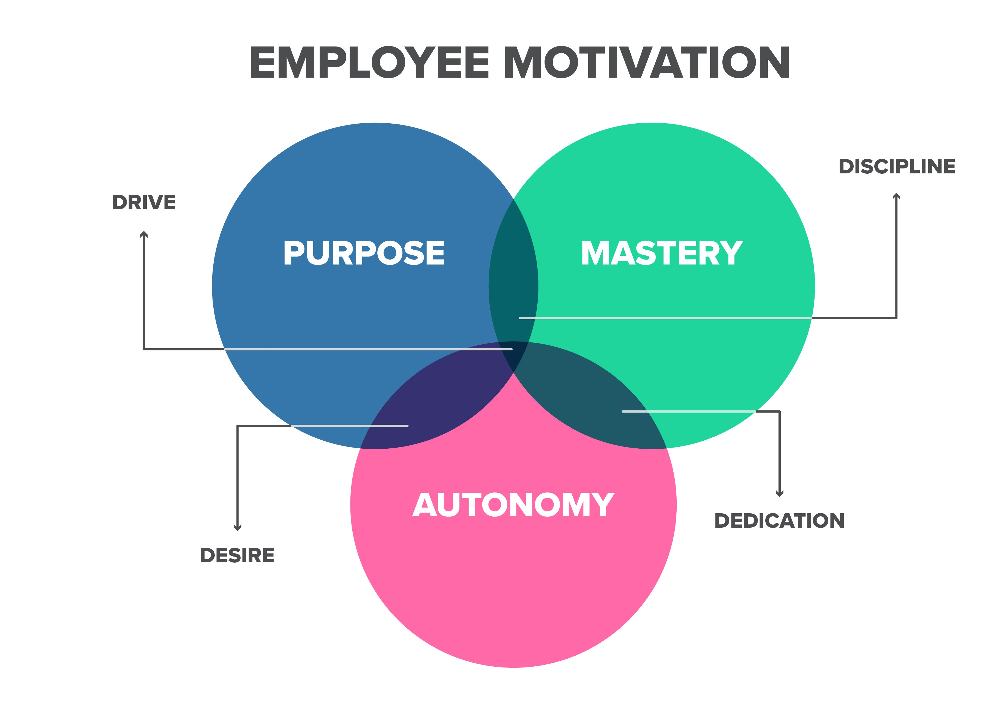 EMPLOYEE MOTIVATION
DISCIPLINE
DRIVE
PURPOSE
MASTERY
AUTONOMY
DEDICATION
DESIRE